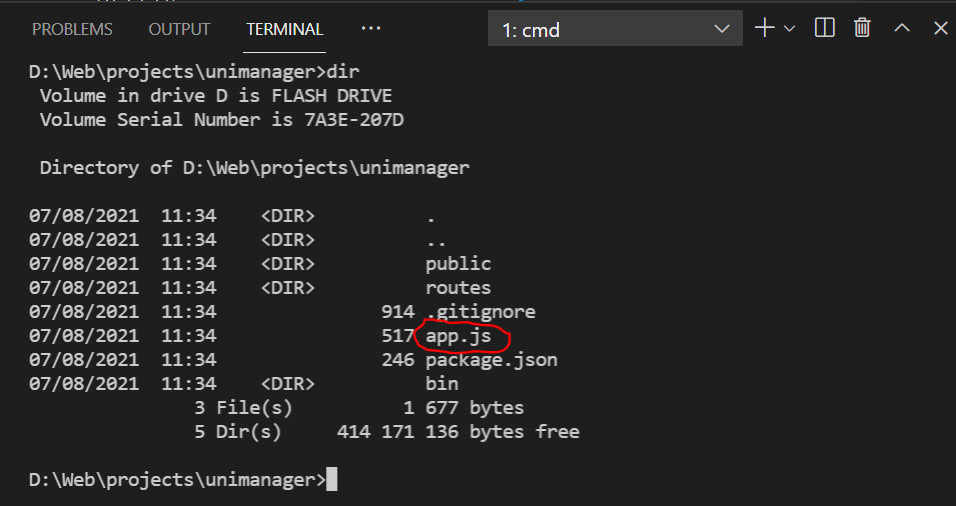 PROBLEMS OUTPUT TERMINAL ··· 1: cmd
D:\Web\projects\unimanager>dir
 Volume in drive D is FLASH DRIVE
 Volume Serial Number is 7A3E-207D
 Directory of D:\Web\projects\unimanager
07/08/2021  11:34    <DIR>          .
07/08/2021  11:34    <DIR>          ..
07/08/2021  11:34    <DIR>          public
07/08/2021  11:34    <DIR>          routes
07/08/2021  11:34               914 .gitignore
07/08/2021  11:34               517 app.js
07/08/2021  11:34               246 package.json
07/08/2021  11:34    <DIR>          bin
               3 File(s)          1 677 bytes
               5 Dir(s)     414 171 136 bytes free
D:\Web\projects\unimanager>